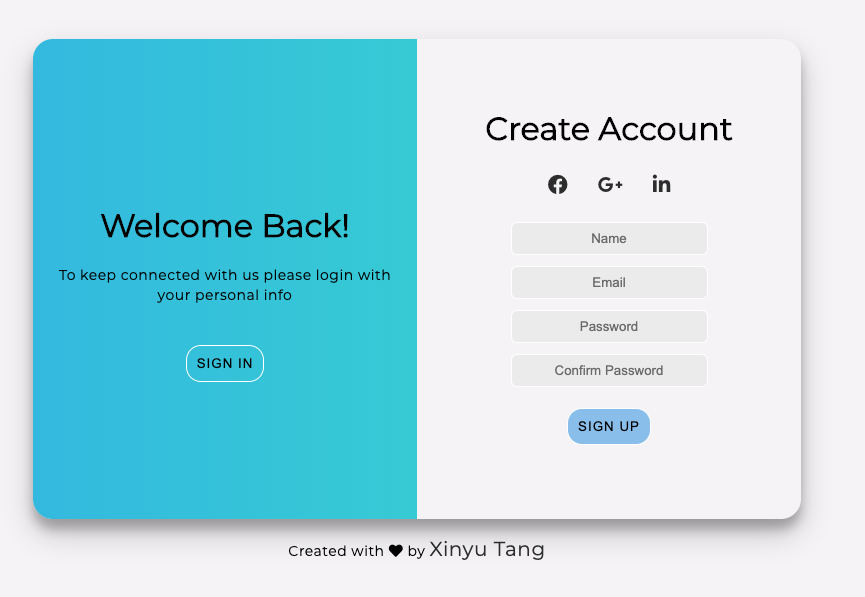 Welcome Back!
To keep connected with us please login with
your personal info
SIGN IN
Create Account
Name
Email
Password
Confirm Password
SIGN UP
Created with ♥ by Xinyu Tang